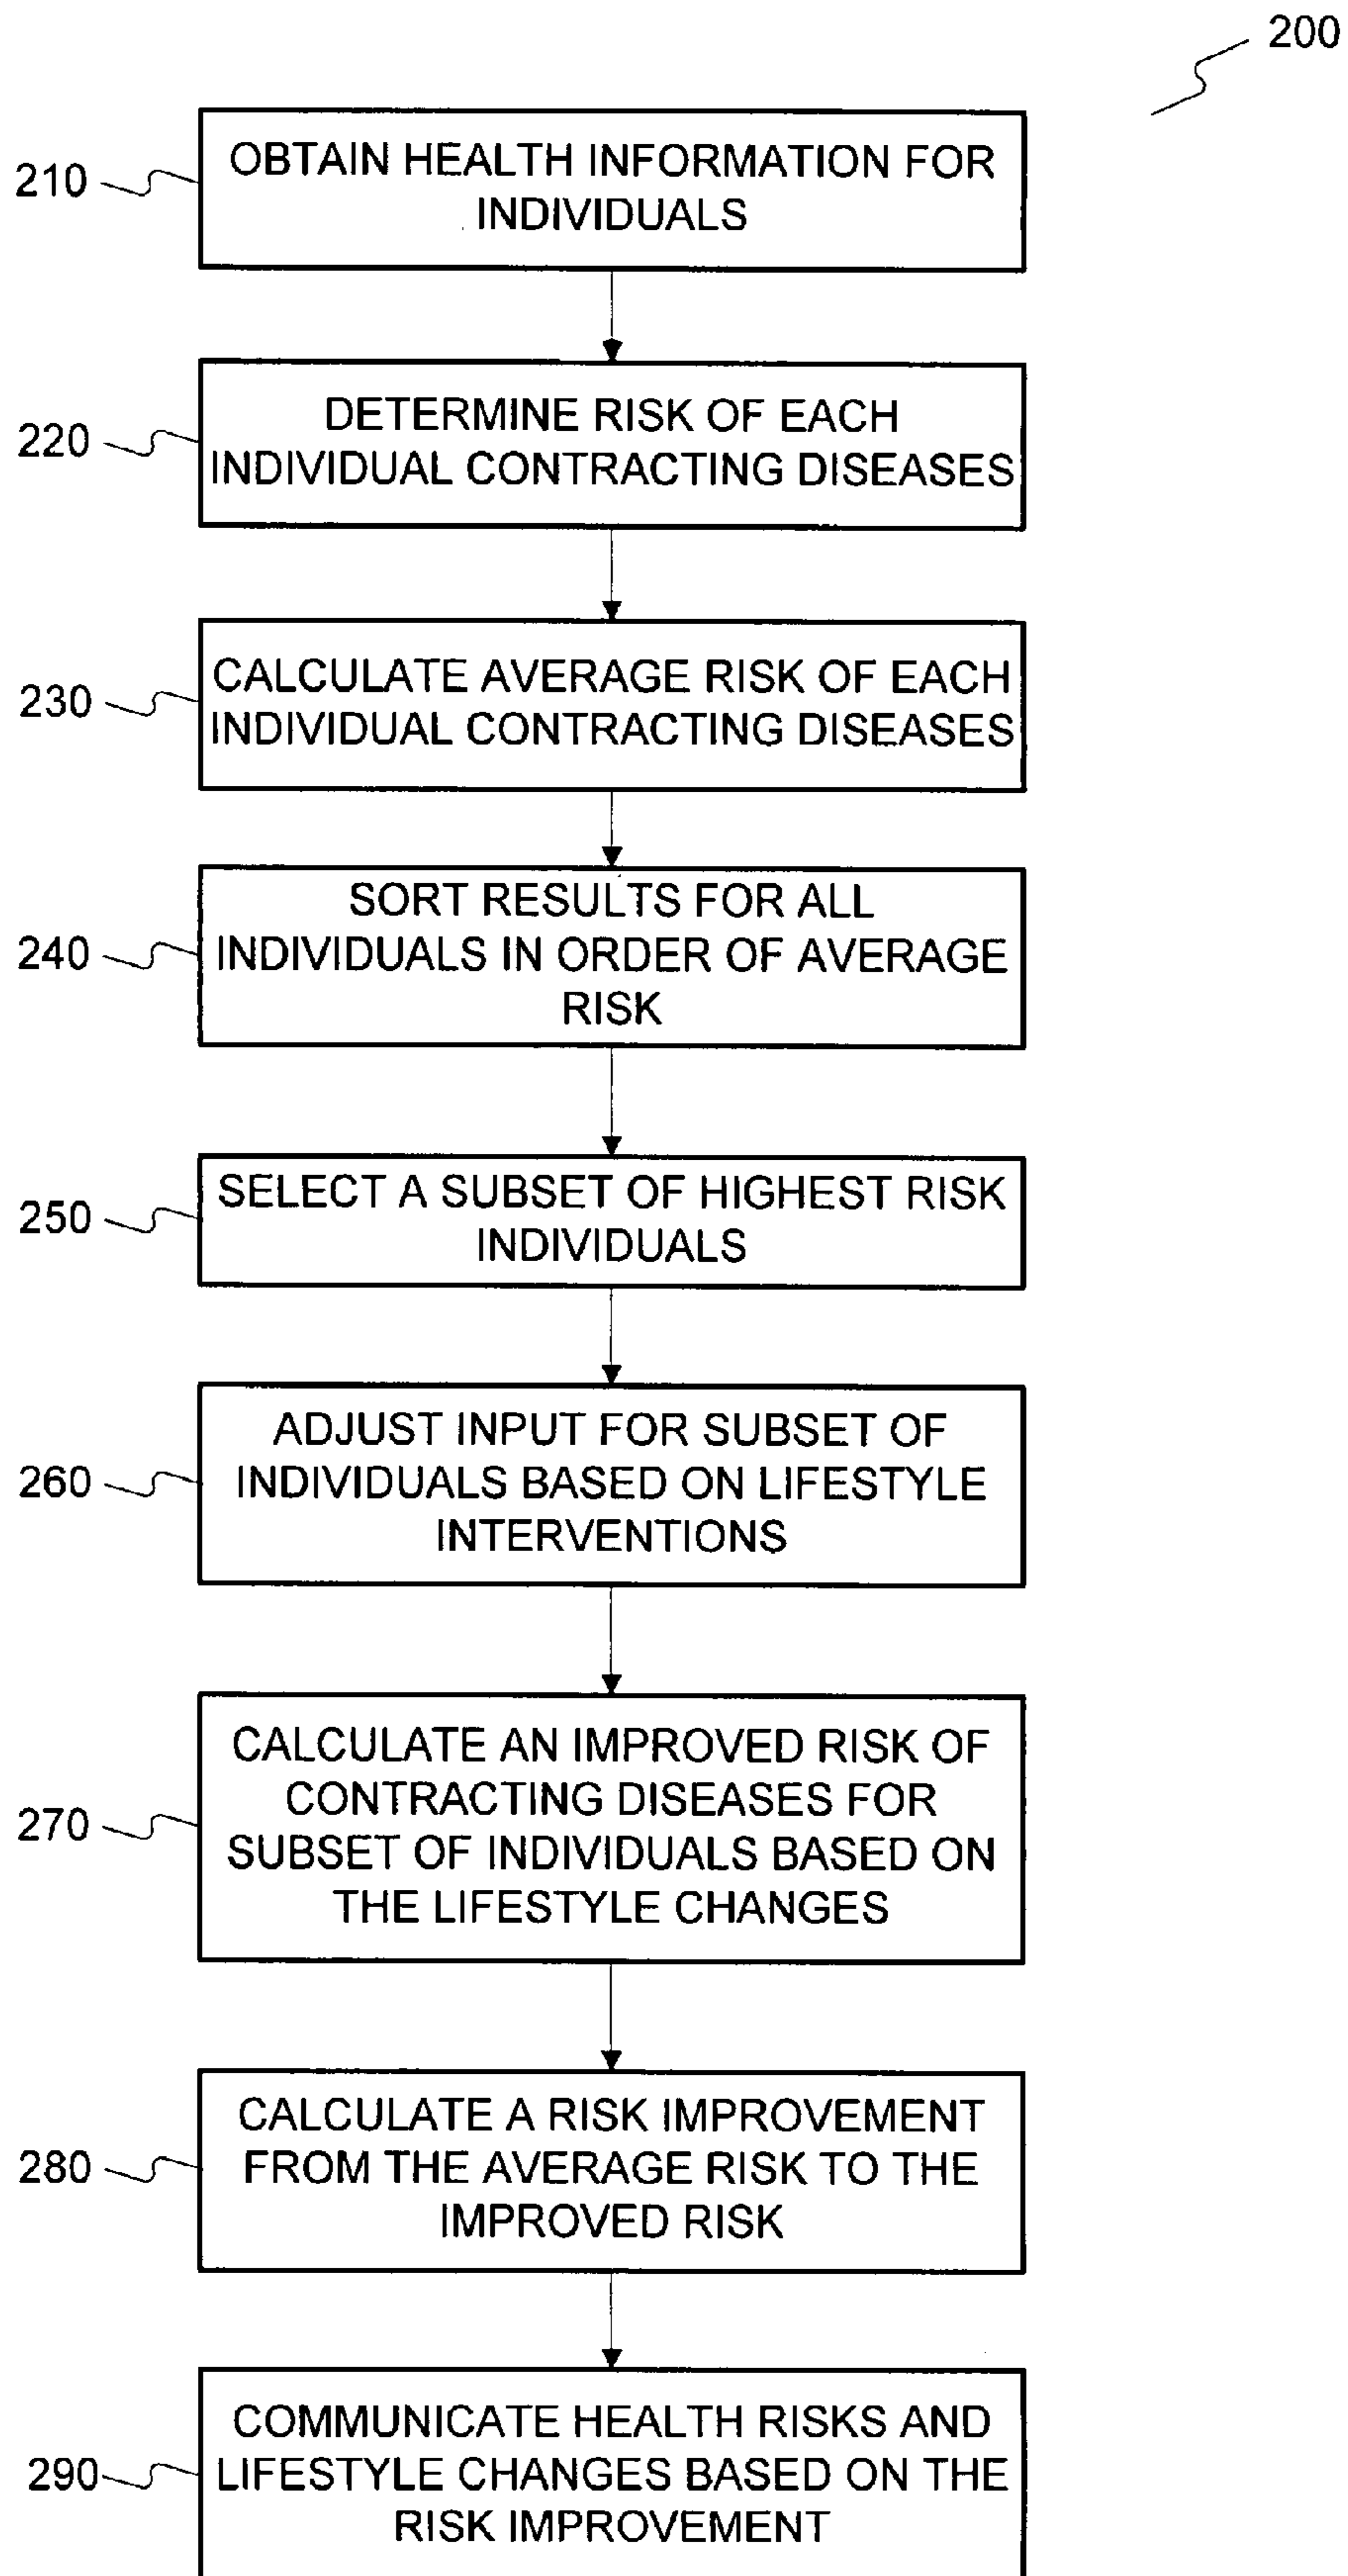 200
210
OBTAIN HEALTH INFORMATION FOR
INDIVIDUALS
220
DETERMINE RISK OF EACH
INDIVIDUAL CONTRACTING DISEASES
230
CALCULATE AVERAGE RISK OF EACH
INDIVIDUAL CONTRACTING DISEASES
240
SORT RESULTS FOR ALL
INDIVIDUALS IN ORDER OF AVERAGE
RISK
250
SELECT A SUBSET OF HIGHEST RISK
INDIVIDUALS
260
ADJUST INPUT FOR SUBSET OF
INDIVIDUALS BASED ON LIFESTYLE
INTERVENTIONS
270
CALCULATE AN IMPROVED RISK OF
CONTRACTING DISEASES FOR
SUBSET OF INDIVIDUALS BASED ON
THE LIFESTYLE CHANGES
280
CALCULATE A RISK IMPROVEMENT
FROM THE AVERAGE RISK TO THE
IMPROVED RISK
290
COMMUNICATE HEALTH RISKS AND
LIFESTYLE CHANGES BASED ON THE
RISK IMPROVEMENT